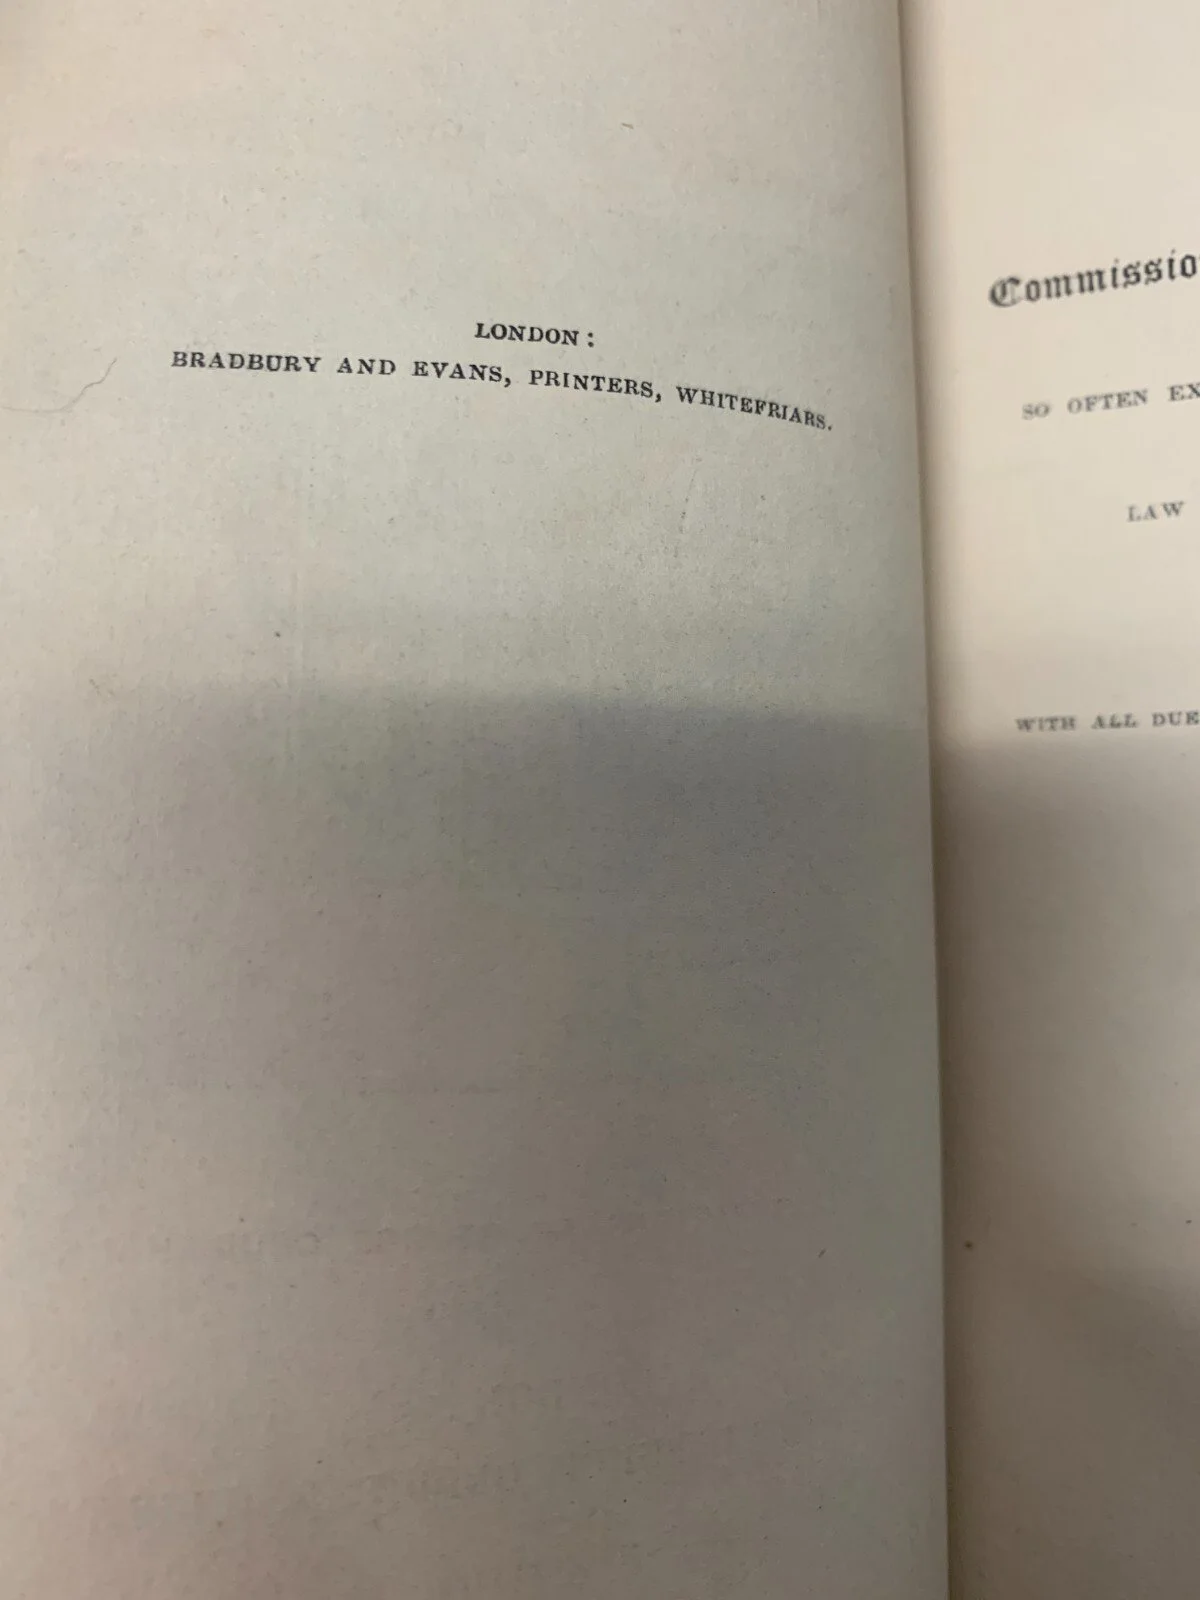 LONDON:
BRADBURY AND EVANS, PRINTERS, WHITEFRIARS.
Commissio
SO OFTEN EX
LAW
WITH ALL DUE